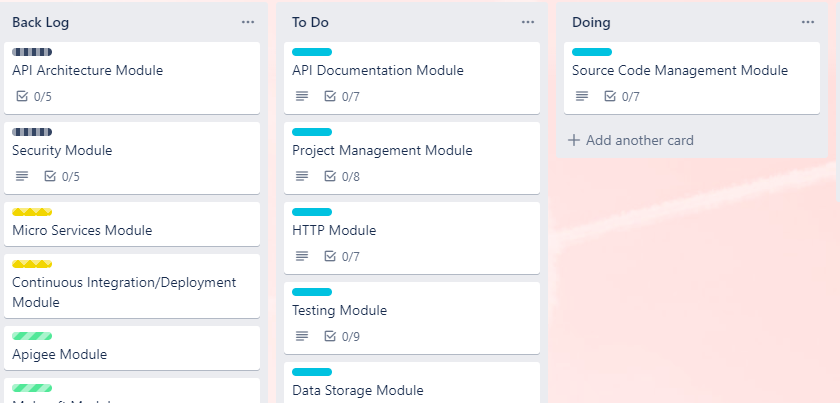 Back Log
API Architecture Module
0/5
Security Module
0/5
Micro Services Module
Continuous Integration/Deployment
Module
Apigee Module
To Do
API Documentation Module
0/7
Project Management Module
0/8
HTTP Module
0/7
Testing Module
0/9
Data Storage Module
Doing
Source Code Management Module
0/7
Add another card